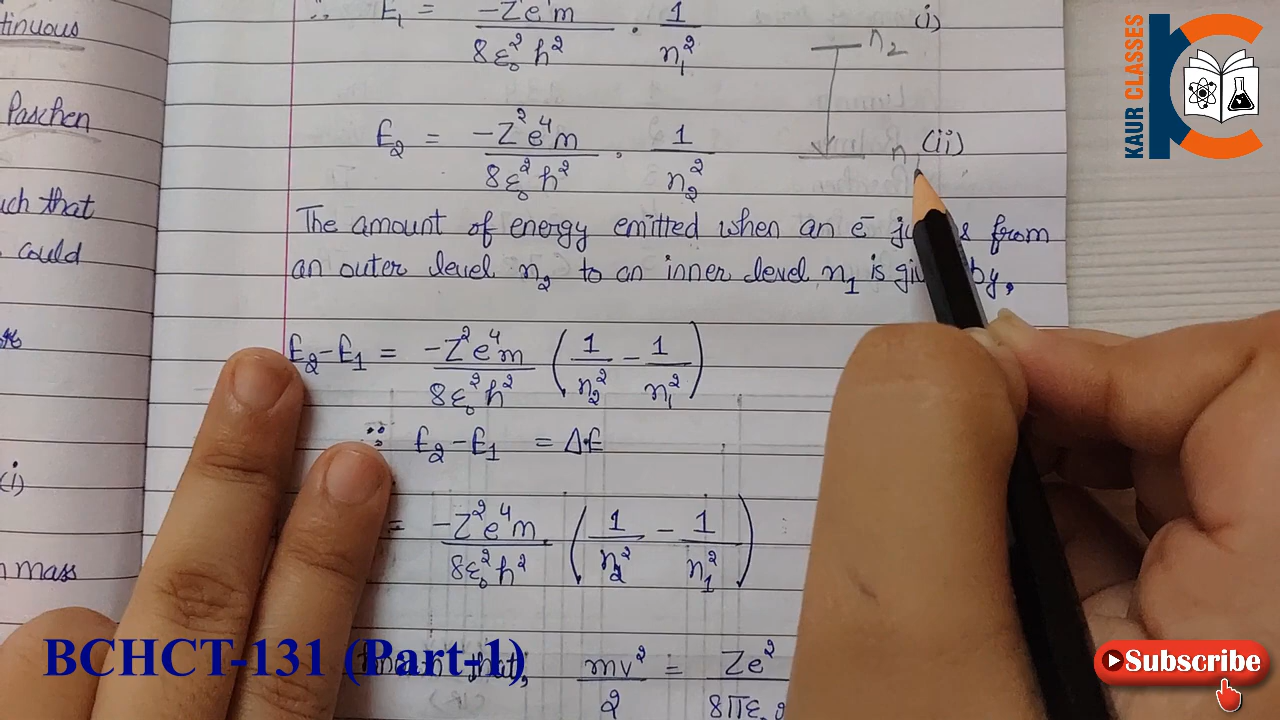 tinuous
Paschen
uch that
could
(i)
mass
E₁ = -Ze m / 8ε₀²h² · 1/n₁² (i)
n₂
E₂ = -Z²e⁴m / 8ε₀²h² · 1/n₂² (ii)
n
The amount of energy emitted when an ē from
an outer level n₂ to an inner level n₁ is by,
E₂-E₁ = -Z²e⁴m / 8ε₀²h² (1/n₂² - 1/n₁²)
∵ E₂-E₁ = ΔE
= -Z²e⁴m / 8ε₀²h² · (1/n₂² - 1/n₁²)
that, mv²/2 = Ze² / 8πε₀
BCHCT-131 (Part-1)
KAUR CLASSES
Subscribe